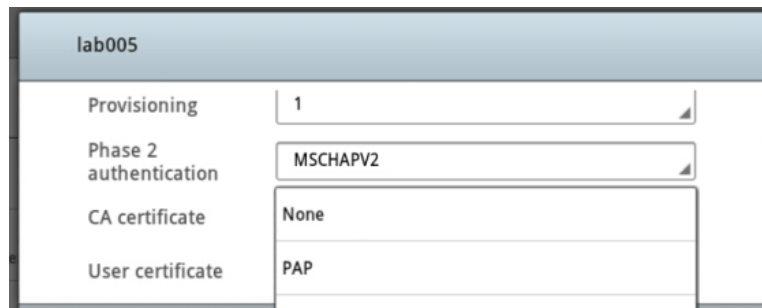 lab005
Provisioning 1
Phase 2 authentication MSCHAPV2
CA certificate None
User certificate PAP